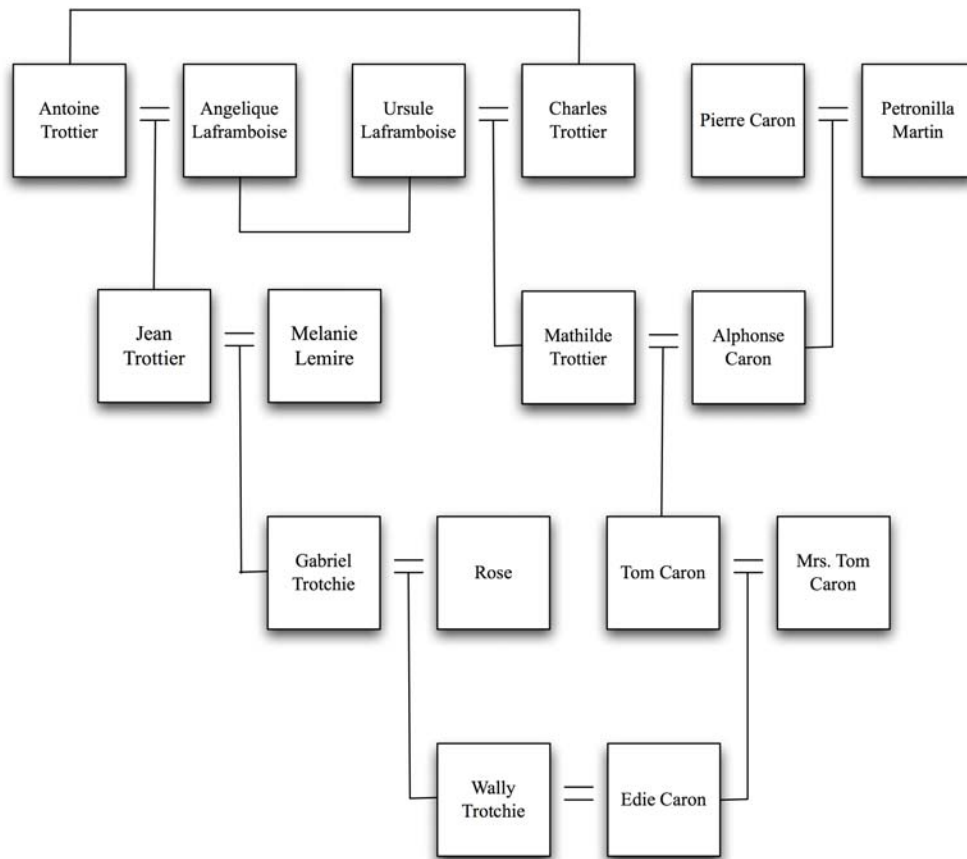 Antoine
Trottier
Angelique
Laframboise
Ursule
Laframboise
Charles
Trottier
Pierre Caron
Petronilla
Martin
Jean
Trottier
Melanie
Lemire
Mathilde
Trottier
Alphonse
Caron
Gabriel
Trotchie
Rose
Tom Caron
Mrs. Tom
Caron
Wally
Trotchie
Edie Caron